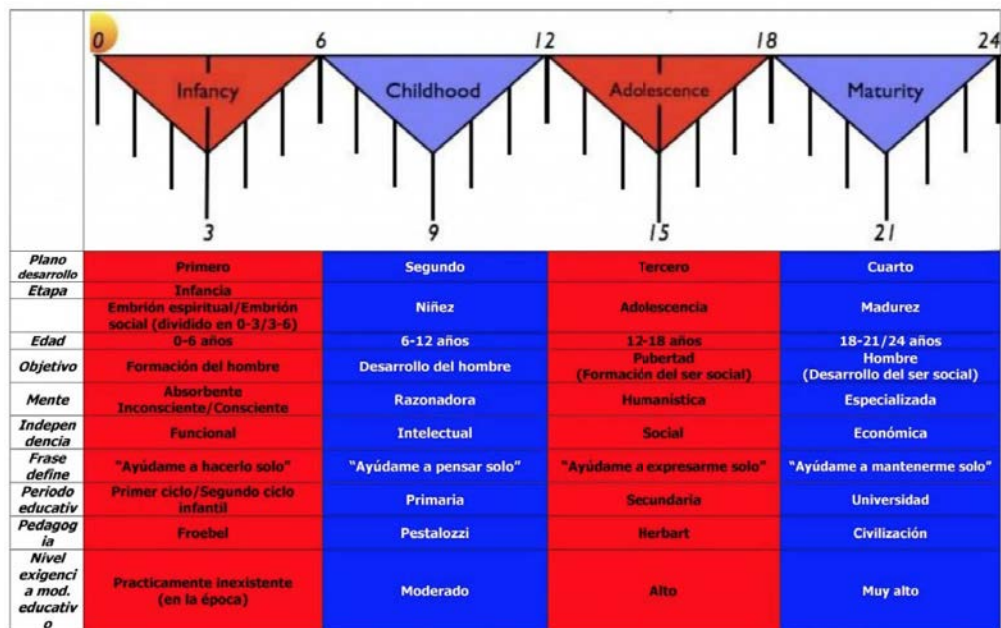 0 6 12 18 24
Infancy Childhood Adolescence Maturity
3 9 15 21
Plano desarrollo Primero Segundo Tercero Cuarto
Etapa Infancia
Embrión espiritual/Embrión social (dividido en 0-3/3-6) Niñez Adolescencia Madurez
Edad 0-6 años 6-12 años 12-18 años 18-21/24 años
Objetivo Formación del hombre Desarrollo del hombre Pubertad (Formación del ser social) Hombre (Desarrollo del ser social)
Mente Absorbente Inconsciente/Consciente Razonadora Humanística Especializada
Indepen dencia Funcional Intelectual Social Económica
Frase define "Ayúdame a hacerlo solo" "Ayúdame a pensar solo" "Ayúdame a expresarme solo" "Ayúdame a mantenerme solo"
Periodo educativ Primer ciclo/Segundo ciclo infantil Primaria Secundaria Universidad
Pedagog ia Froebel Pestalozzi Herbart Civilización
Nivel exigenci a mod. educativ o Practicamente inexistente (en la época) Moderado Alto Muy alto